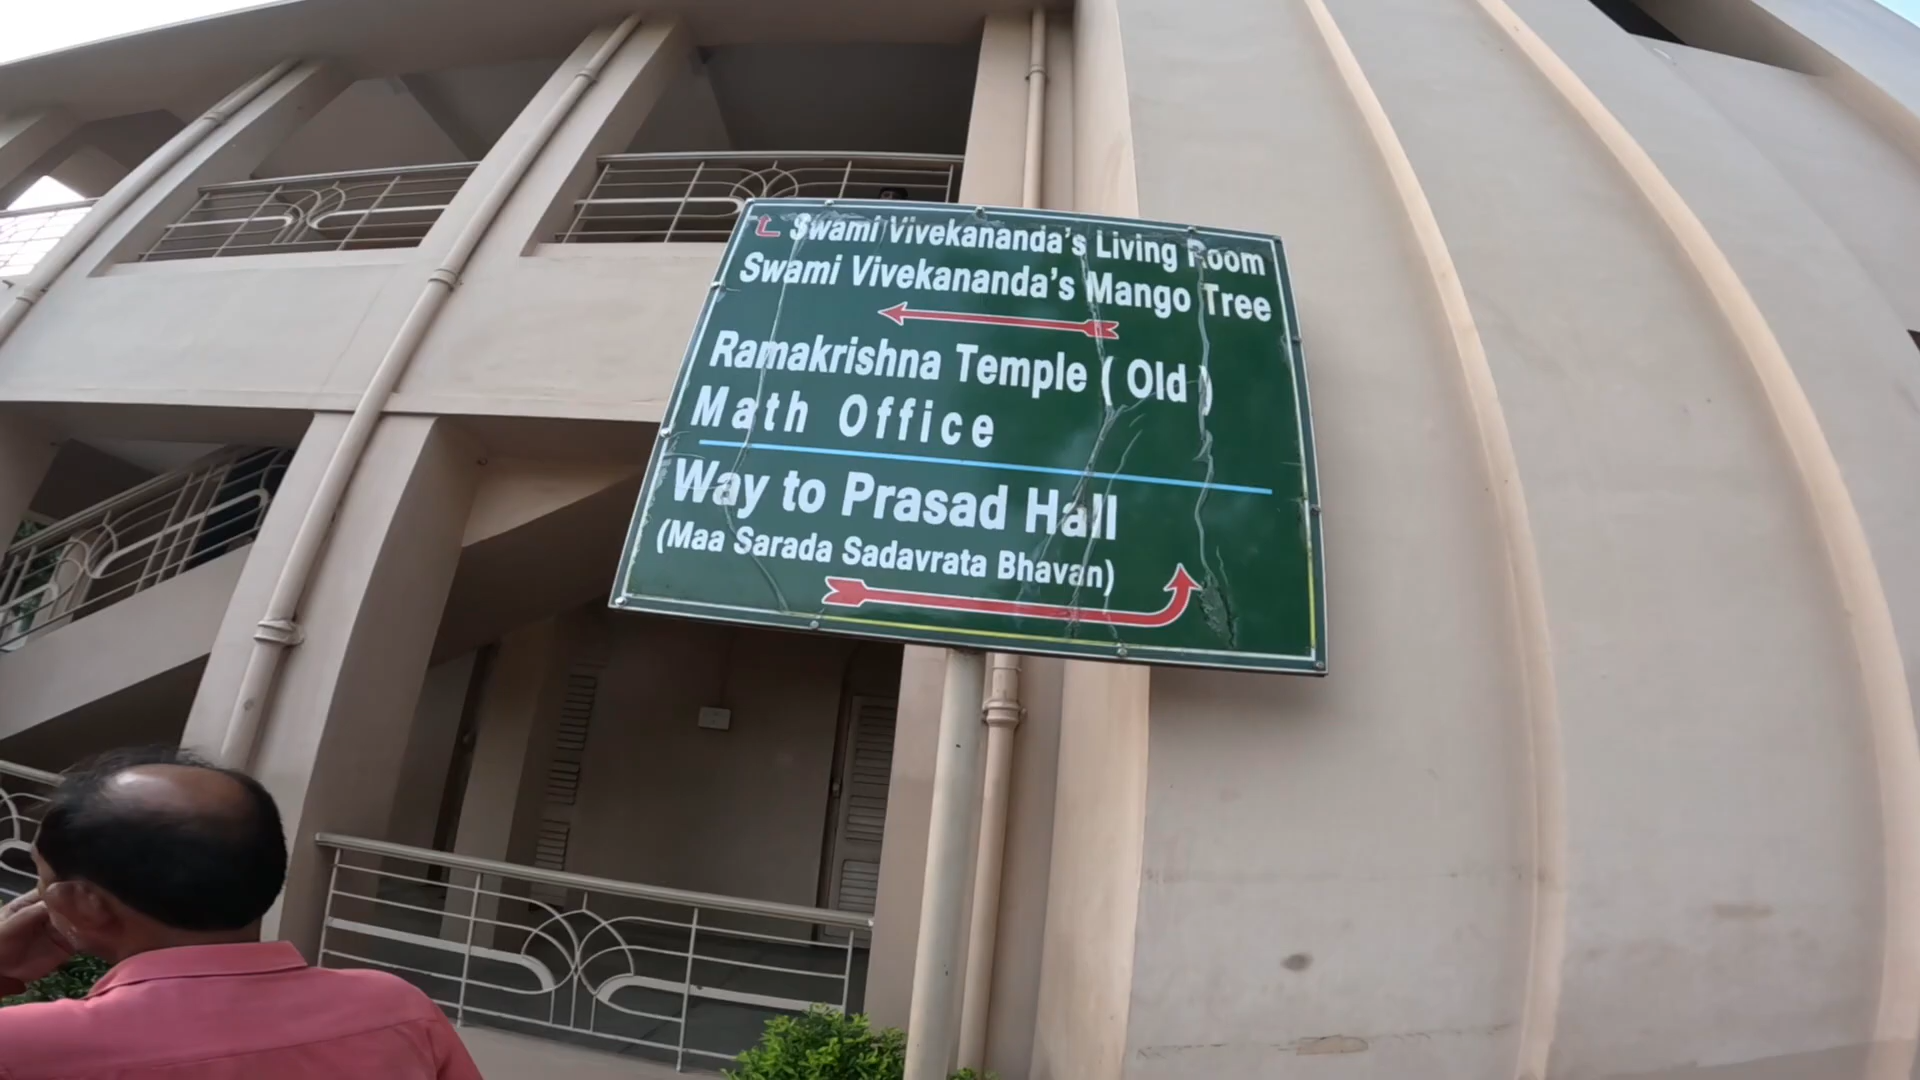 Swami Vivekananda's Living Room
Swami Vivekananda's Mango Tree
Ramakrishna Temple ( Old )
Math Office
Way to Prasad Hall
(Maa Sarada Sadavrata Bhavan)